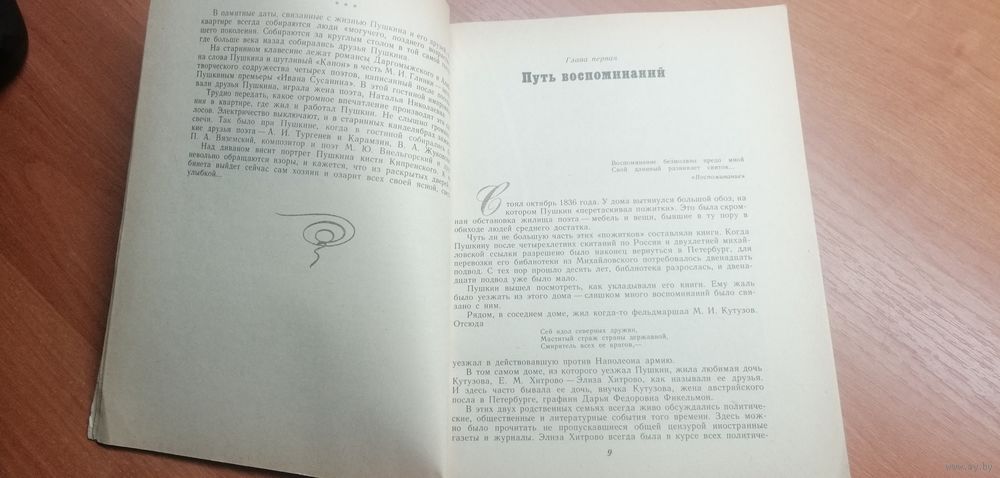 * * *
В памятные даты, связанные с жизнью Пушкина и его друзей, в
квартире всегда собираются люди «могучего, позднего
шего поколения. Собираются за круглым столом в той самой
где больше века назад собирались друзья Пушкина.
На старинном клавесине лежат романсы Даргомыжского и
на слова Пушкина и шутливый «Канон» в честь М. И. Глинки —
творческого содружества четырех поэтов, написанный после
Пушкиным премьеры «Ивана Сусанина». В этой гостиной
вали друзья Пушкина, играла жена поэта, Наталья Николаевна
Трудно передать, какое огромное впечатление производят эти
ния в квартире, где жил и работал Пушкин. Не слышно
лосов. Электричество выключают, и в старинных канделябрах
свечи. Так было при Пушкине, когда в гостиной собирались
кие друзья поэта — А. И. Тургенев и Карамзин, В. А. Жуковский
П. А. Вяземский, композитор и поэт М. Ю. Виельгорский и
Над диваном висит портрет Пушкина кисти Кипренского. К
невольно обращаются взоры, и кажется, что из раскрытых дверей
бинета выйдет сейчас сам хозяин и озарит всех своей ясной,
улыбкой...
Глава первая
Путь воспоминаний
Воспоминание безмолвно предо мной
Свой длинный развивает свиток...
«Воспоминанье»
Стоял октябрь 1836 года. У дома вытянулся большой обоз, на
котором Пушкин «перетаскивал пожитки». Это была скром-
ная обстановка жилища поэта — мебель и вещи, бывшие в ту пору в
обиходе людей среднего достатка.
Чуть ли не большую часть этих «пожитков» составляли книги. Когда
Пушкину после четырехлетних скитаний по России и двухлетней михай-
ловской ссылки разрешено было наконец вернуться в Петербург, для
перевозки его библиотеки из Михайловского потребовалось двенадцать
подвод. С тех пор прошло десять лет, библиотека разрослась, и двена-
дцати подвод уже было мало.
Пушкин вышел посмотреть, как укладывали его книги. Ему жаль
было уезжать из этого дома — слишком много воспоминаний было свя-
зано с ним.
Рядом, в соседнем доме, жил когда-то фельдмаршал М. И. Кутузов.
Отсюда
Сей идол северных дружин,
Маститый страж страны державной,
Смиритель всех ее врагов, —
уезжал в действовавшую против Наполеона армию.
В том самом доме, из которого уезжал Пушкин, жила любимая дочь
Кутузова, Е. М. Хитрово — Элиза Хитрово, как называли ее друзья.
И здесь часто бывала ее дочь, внучка Кутузова, жена австрийского
посла в Петербурге, графиня Дарья Федоровна Фикельмон.
В этих двух родственных семьях всегда живо обсуждались политиче-
ские, общественные и литературные события того времени. Здесь мож-
но было прочитать не пропускавшиеся общей цензурой иностранные
газеты и журналы. Элиза Хитрово всегда была в курсе всех политиче-
9
www.ay.by